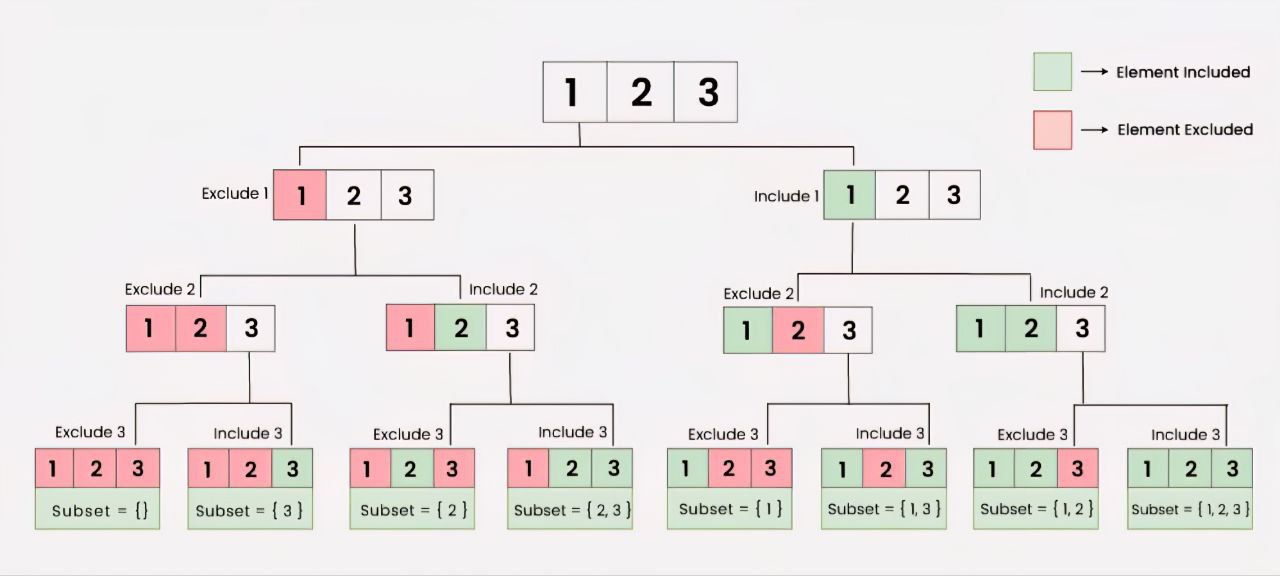 1 2 3
Element Included
Element Excluded
Exclude 1
1 2 3
Include 1
1 2 3
Exclude 2
1 2 3
Include 2
1 2 3
Exclude 2
1 2 3
Include 2
1 2 3
Exclude 3
1 2 3
Subset = {}
Include 3
1 2 3
Subset = { 3 }
Exclude 3
1 2 3
Subset = { 2 }
Include 3
1 2 3
Subset = { 2, 3 }
Exclude 3
1 2 3
Subset = { 1 }
Include 3
1 2 3
Subset = { 1, 3 }
Exclude 3
1 2 3
Subset = { 1, 2 }
Include 3
1 2 3
Subset = { 1, 2, 3 }